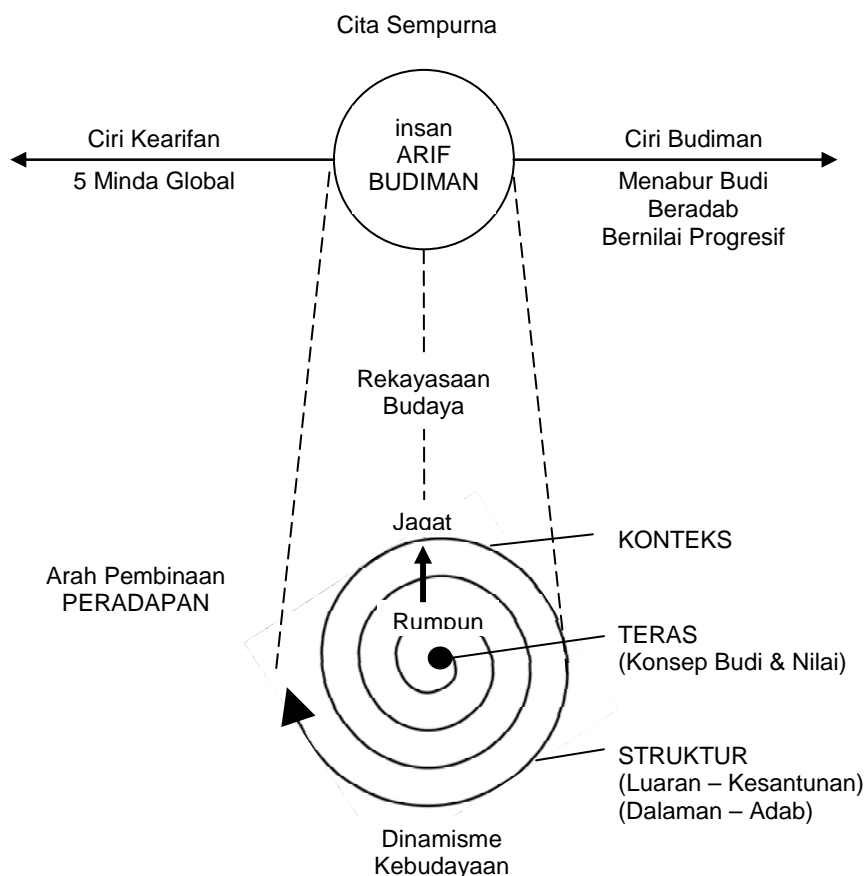 Cita Sempurna
Ciri Kearifan
5 Minda Global
insan
ARIF
BUDIMAN
Ciri Budiman
Menabur Budi
Beradab
Bernilai Progresif
Rekayasaan
Budaya
Jagat
Rumpun
Arah Pembinaan
PERADAPAN
KONTEKS
TERAS
(Konsep Budi & Nilai)
STRUKTUR
(Luaran – Kesantunan)
(Dalaman – Adab)
Dinamisme
Kebudayaan